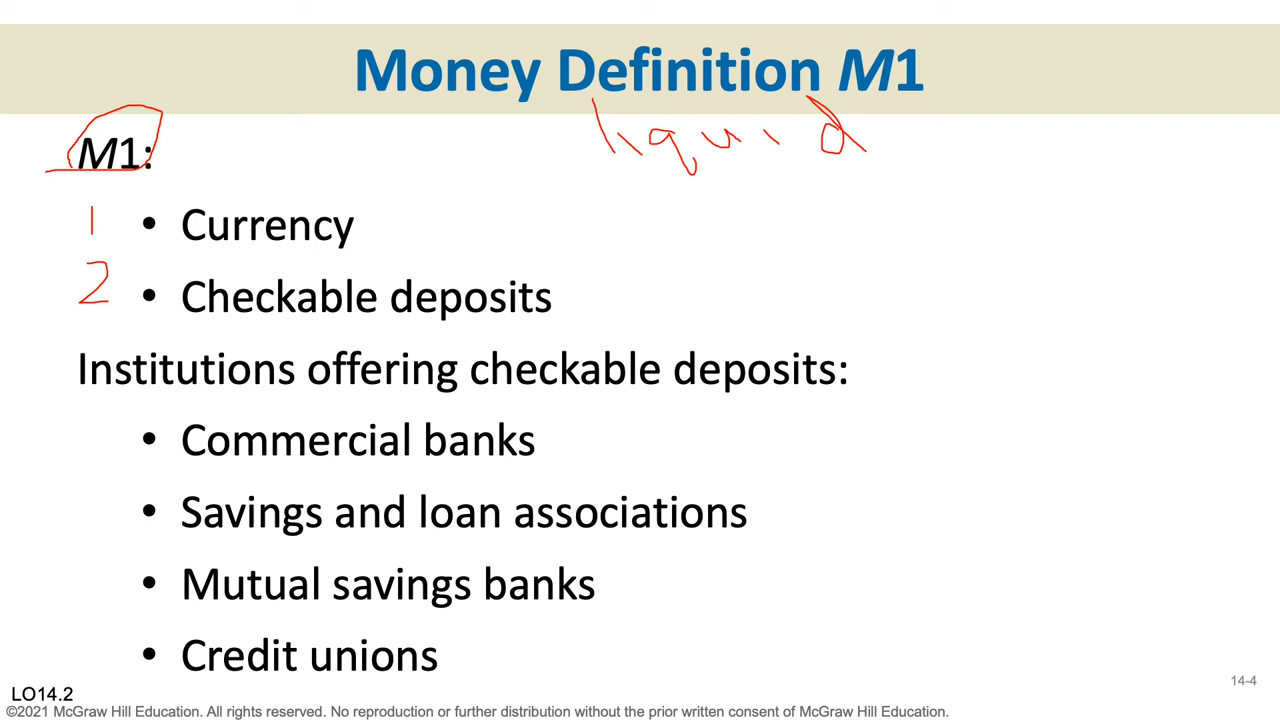 Money Definition M1
liquid
M1:
1 • Currency
2 • Checkable deposits
Institutions offering checkable deposits:
• Commercial banks
• Savings and loan associations
• Mutual savings banks
• Credit unions
14-4
LO14.2
©2021 McGraw Hill Education. All rights reserved. No reproduction or further distribution without the prior written consent of McGraw Hill Education.